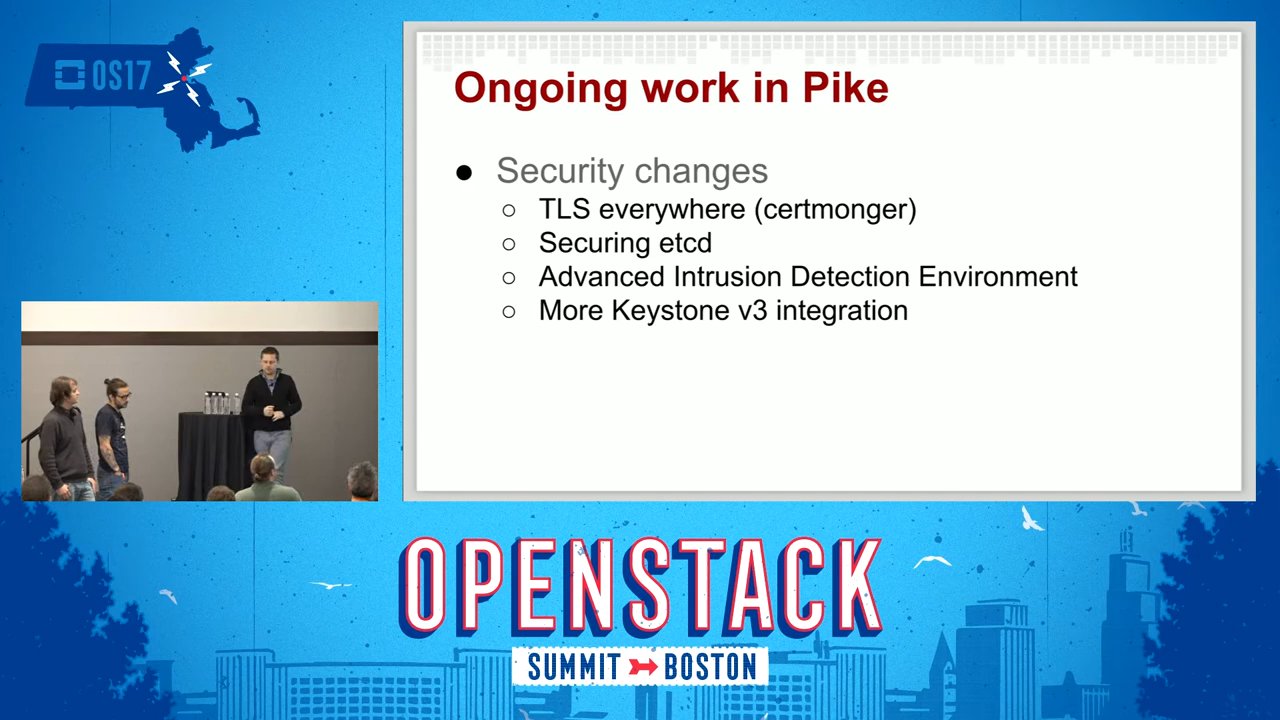 OS17
Ongoing work in Pike
● Security changes
○ TLS everywhere (certmonger)
○ Securing etcd
○ Advanced Intrusion Detection Environment
○ More Keystone v3 integration
OPENSTACK
SUMMIT BOSTON